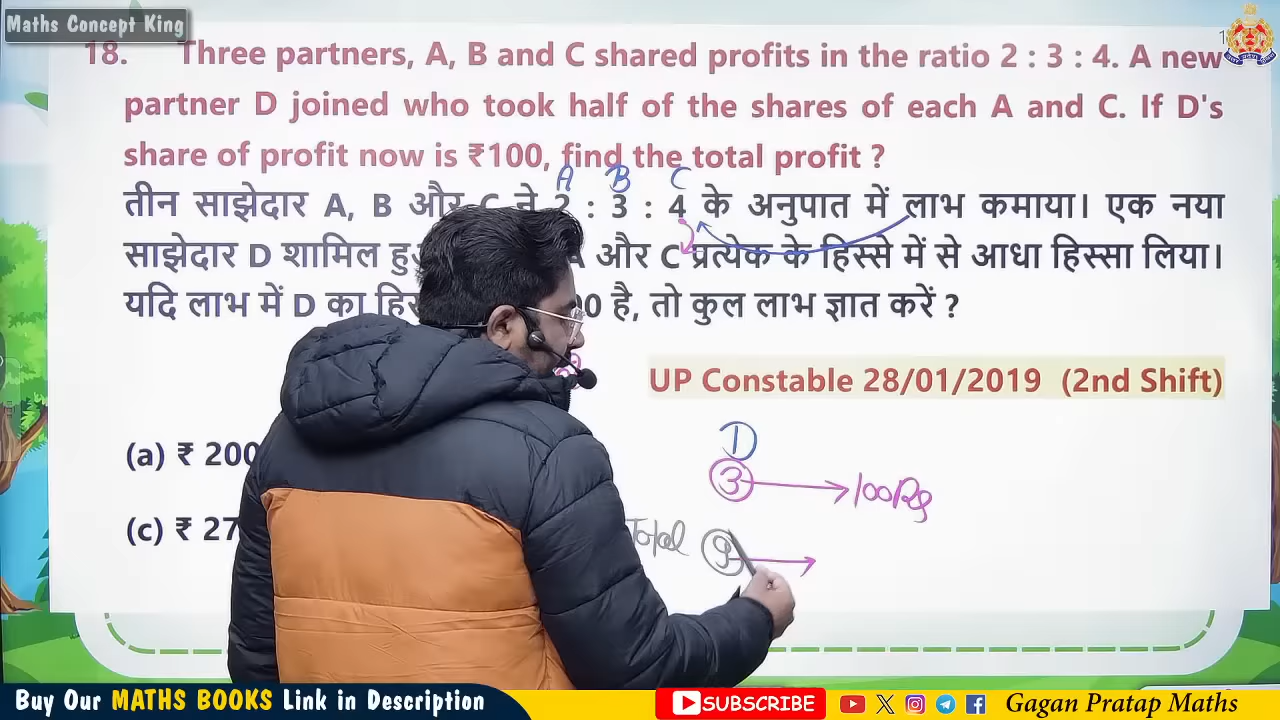 Maths Concept King
18. Three partners, A, B and C shared profits in the ratio 2 : 3 : 4. A new
partner D joined who took half of the shares of each A and C. If D's
share of profit now is ₹100, find the total profit ?
A B C
तीन साझेदार A, B और C ने 2 : 3 : 4 के अनुपात में लाभ कमाया। एक नया
साझेदार D शामिल A और C प्रत्येक के हिस्से में से आधा हिस्सा लिया।
यदि लाभ में D का 00 है, तो कुल लाभ ज्ञात करें ?
UP Constable 28/01/2019 (2nd Shift)
D
(a) ₹ 200
3 100Rs
(c) ₹ 27
Total 9
Buy Our MATHS BOOKS Link in Description
SUBSCRIBE
Gagan Pratap Maths